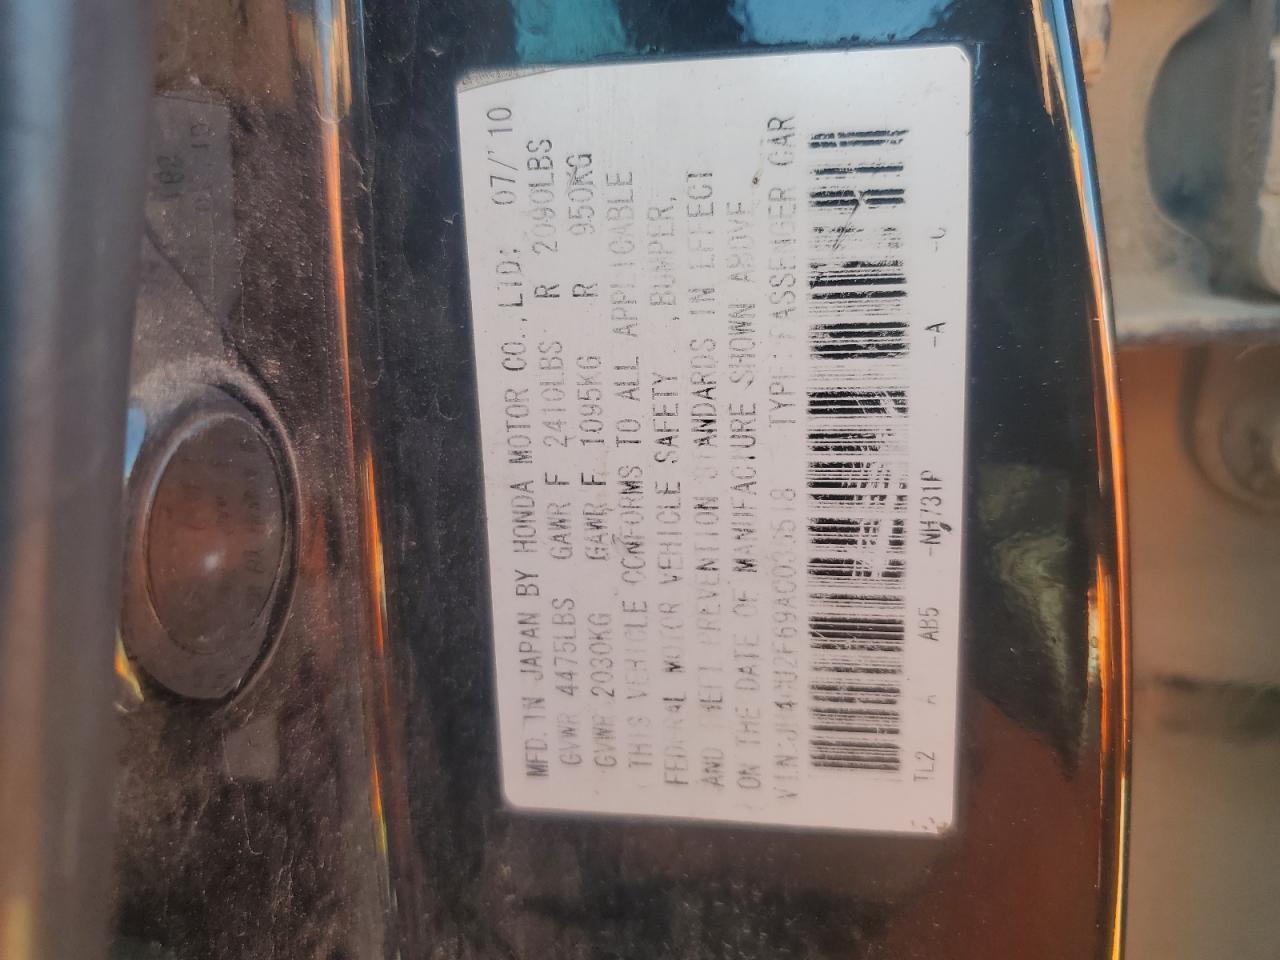 MFD. IN JAPAN BY HONDA MOTOR CO., LTD. 07/'10
GVWR 4475LBS GAWR F 2410LBS R 2090LBS
GVWR 2030KG GAWR F 1095KG R 950KG
THIS VEHICLE CONFORMS TO ALL APPLICABLE
FEDERAL MOTOR VEHICLE SAFETY ,BUMPER,
AND THEFT PREVENTION STANDARDS IN EFFECT
ON THE DATE OF MANUFACTURE SHOWN ABOVE
TYPE: PASSENGER CAR
TL2 A AB5 -NH731P -A